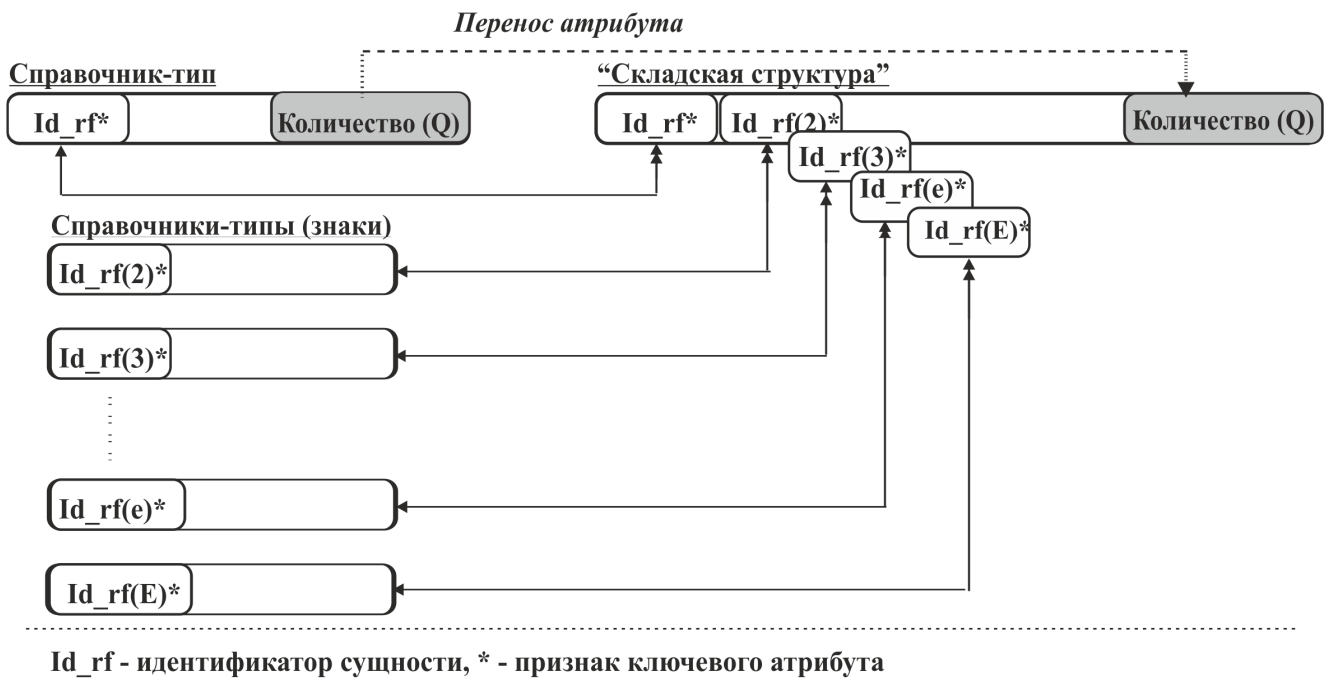 Перенос атрибута
Справочник-тип
“Складская структура”
Id_rf*
Количество (Q)
Id_rf*
Id_rf(2)*
Количество (Q)
Id_rf(3)*
Id_rf(e)*
Id_rf(E)*
Справочники-типы (знаки)
Id_rf(2)*
Id_rf(3)*
Id_rf(e)*
Id_rf(E)*
Id_rf - идентификатор сущности, * - признак ключевого атрибута